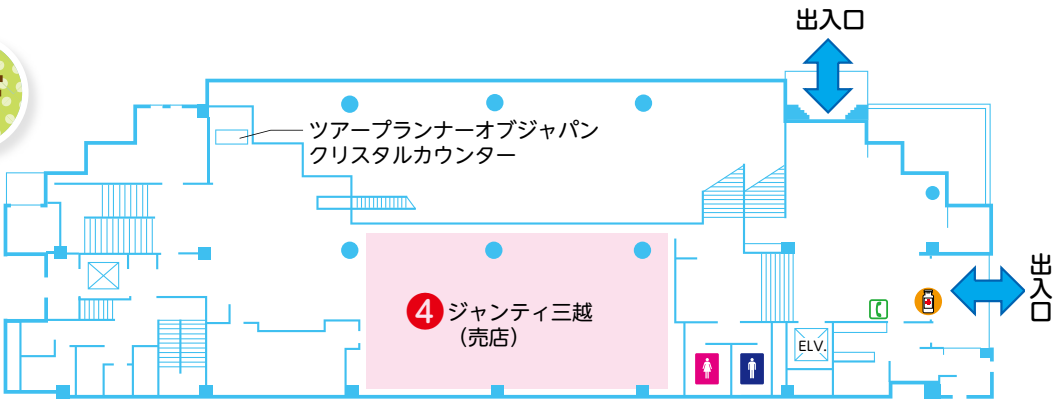 出入口
ツアープランナーオブジャパン
クリスタルカウンター
出入口
4 ジャンティ三越
（売店）
ELV.